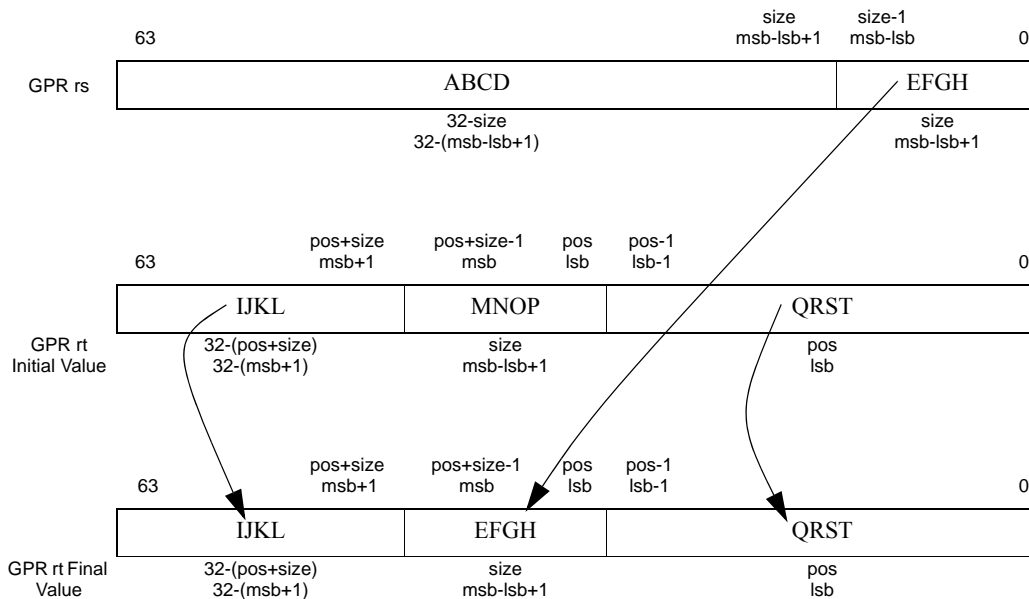 size size-1
63 msb-lsb+1 msb-lsb 0
GPR rs ABCD EFGH
32-size size
32-(msb-lsb+1) msb-lsb+1
pos+size pos+size-1 pos pos-1
63 msb+1 msb lsb lsb-1 0
IJKL MNOP QRST
GPR rt 32-(pos+size) size pos
Initial Value 32-(msb+1) msb-lsb+1 lsb
pos+size pos+size-1 pos pos-1
63 msb+1 msb lsb lsb-1 0
IJKL EFGH QRST
GPR rt Final 32-(pos+size) size pos
Value 32-(msb+1) msb-lsb+1 lsb